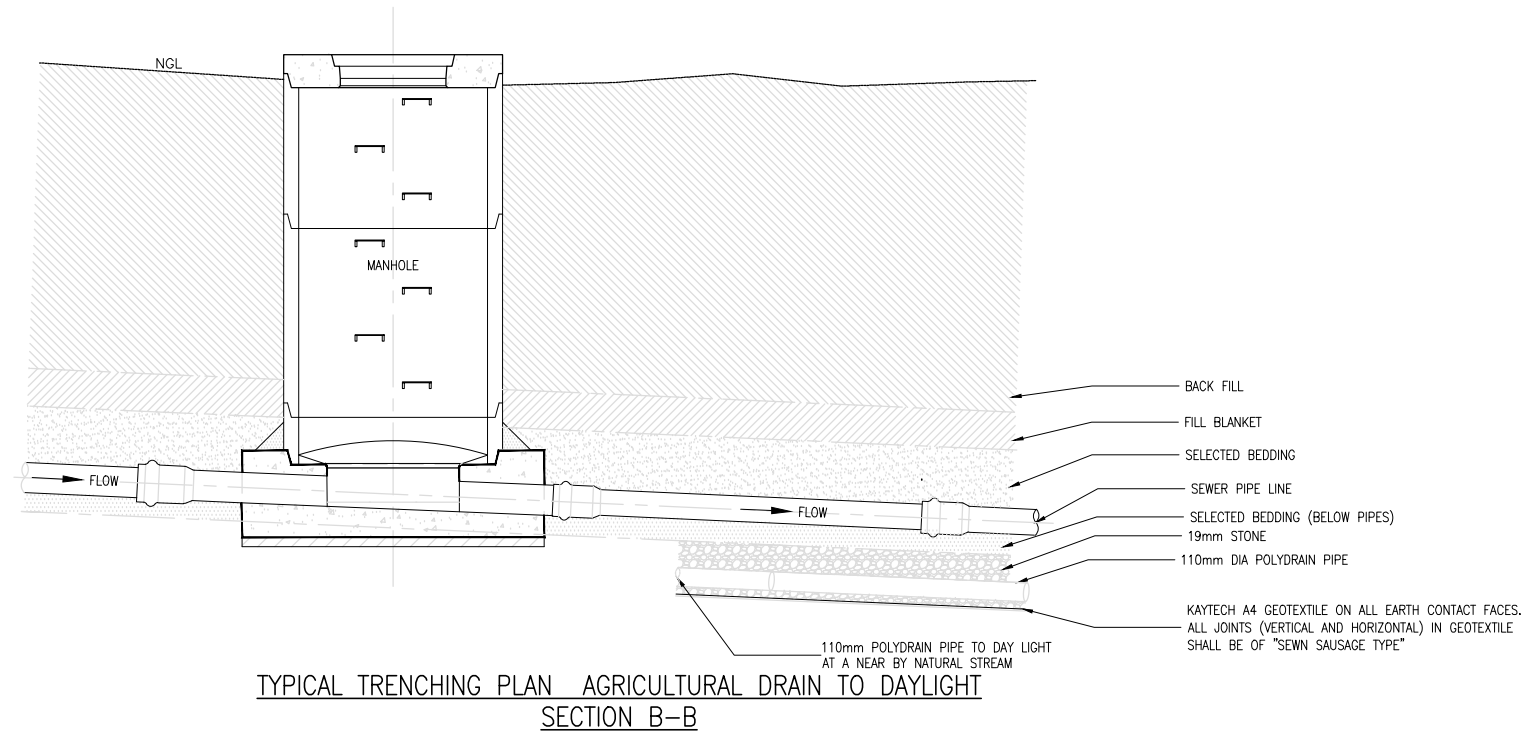 NGL
MANHOLE
BACK FILL
FILL BLANKET
SELECTED BEDDING
FLOW
SEWER PIPE LINE
FLOW
SELECTED BEDDING (BELOW PIPES)
19mm STONE
110mm DIA POLYDRAIN PIPE
KAYTECH A4 GEOTEXTILE ON ALL EARTH CONTACT FACES.
ALL JOINTS (VERTICAL AND HORIZONTAL) IN GEOTEXTILE
SHALL BE OF "SEWN SAUSAGE TYPE"
110mm POLYDRAIN PIPE TO DAY LIGHT
AT A NEAR BY NATURAL STREAM
TYPICAL TRENCHING PLAN AGRICULTURAL DRAIN TO DAYLIGHT
SECTION B-B